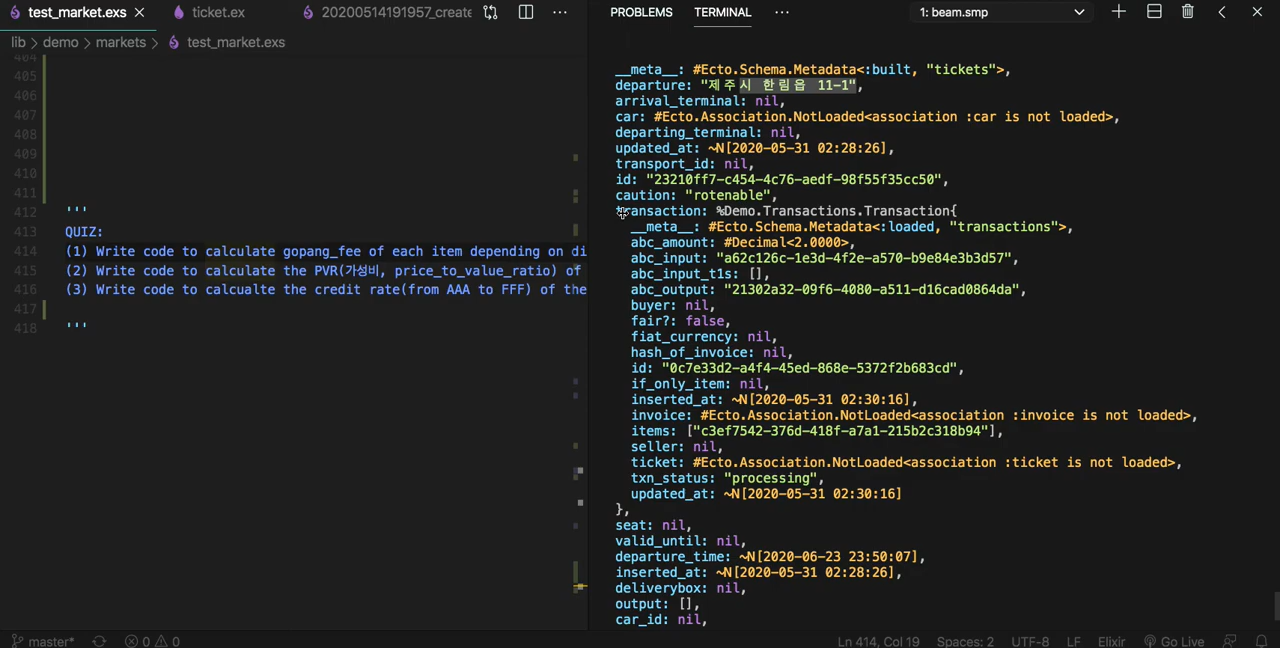 test_market.exs
ticket.ex
20200514191957_create
PROBLEMS
TERMINAL
1: beam.smp
lib > demo > markets > test_market.exs
404
405
406
407
408
409
410
411
412 '''
413 QUIZ:
414 (1) Write code to calculate gopang_fee of each item depending on di
415 (2) Write code to calculate the PVR(가성비, price_to_value_ratio) of
416 (3) Write code to calcualte the credit rate(from AAA to FFF) of the
417
418 '''
__meta__: #Ecto.Schema.Metadata<:built, "tickets">,
departure: "제주시 한림읍 11-1",
arrival_terminal: nil,
car: #Ecto.Association.NotLoaded<association :car is not loaded>,
departing_terminal: nil,
updated_at: ~N[2020-05-31 02:28:26],
transport_id: nil,
id: "23210ff7-c454-4c76-aedf-98f55f35cc50",
caution: "rotenable",
transaction: %Demo.Transactions.Transaction{
__meta__: #Ecto.Schema.Metadata<:loaded, "transactions">,
abc_amount: #Decimal<2.0000>,
abc_input: "a62c126c-1e3d-4f2e-a570-b9e84e3b3d57",
abc_input_t1s: [],
abc_output: "21302a32-09f6-4080-a511-d16cad0864da",
buyer: nil,
fair?: false,
fiat_currency: nil,
hash_of_invoice: nil,
id: "0c7e33d2-a4f4-45ed-868e-5372f2b683cd",
if_only_item: nil,
inserted_at: ~N[2020-05-31 02:30:16],
invoice: #Ecto.Association.NotLoaded<association :invoice is not loaded>,
items: ["c3ef7542-376d-418f-a7a1-215b2c318b94"],
seller: nil,
ticket: #Ecto.Association.NotLoaded<association :ticket is not loaded>,
txn_status: "processing",
updated_at: ~N[2020-05-31 02:30:16]
},
seat: nil,
valid_until: nil,
departure_time: ~N[2020-06-23 23:50:07],
inserted_at: ~N[2020-05-31 02:28:26],
deliverybox: nil,
output: [],
car_id: nil,
master*
0
0
Ln 414, Col 19
Spaces: 2
UTF-8
LF
Elixir
Go Live